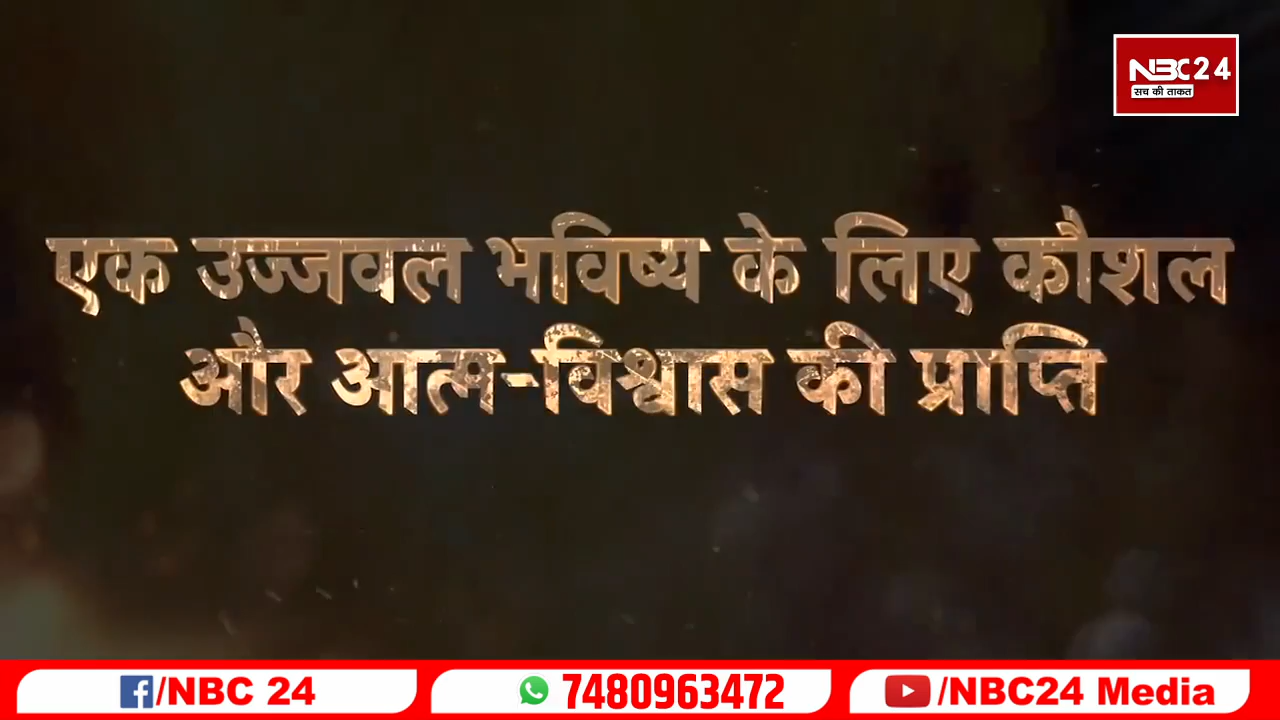 NBC24
सच की ताकत
एक उज्जवल भविष्य के लिए कौशल
और आत्म-विश्वास की प्राप्ति
/NBC 24
7480963472
/NBC24 Media